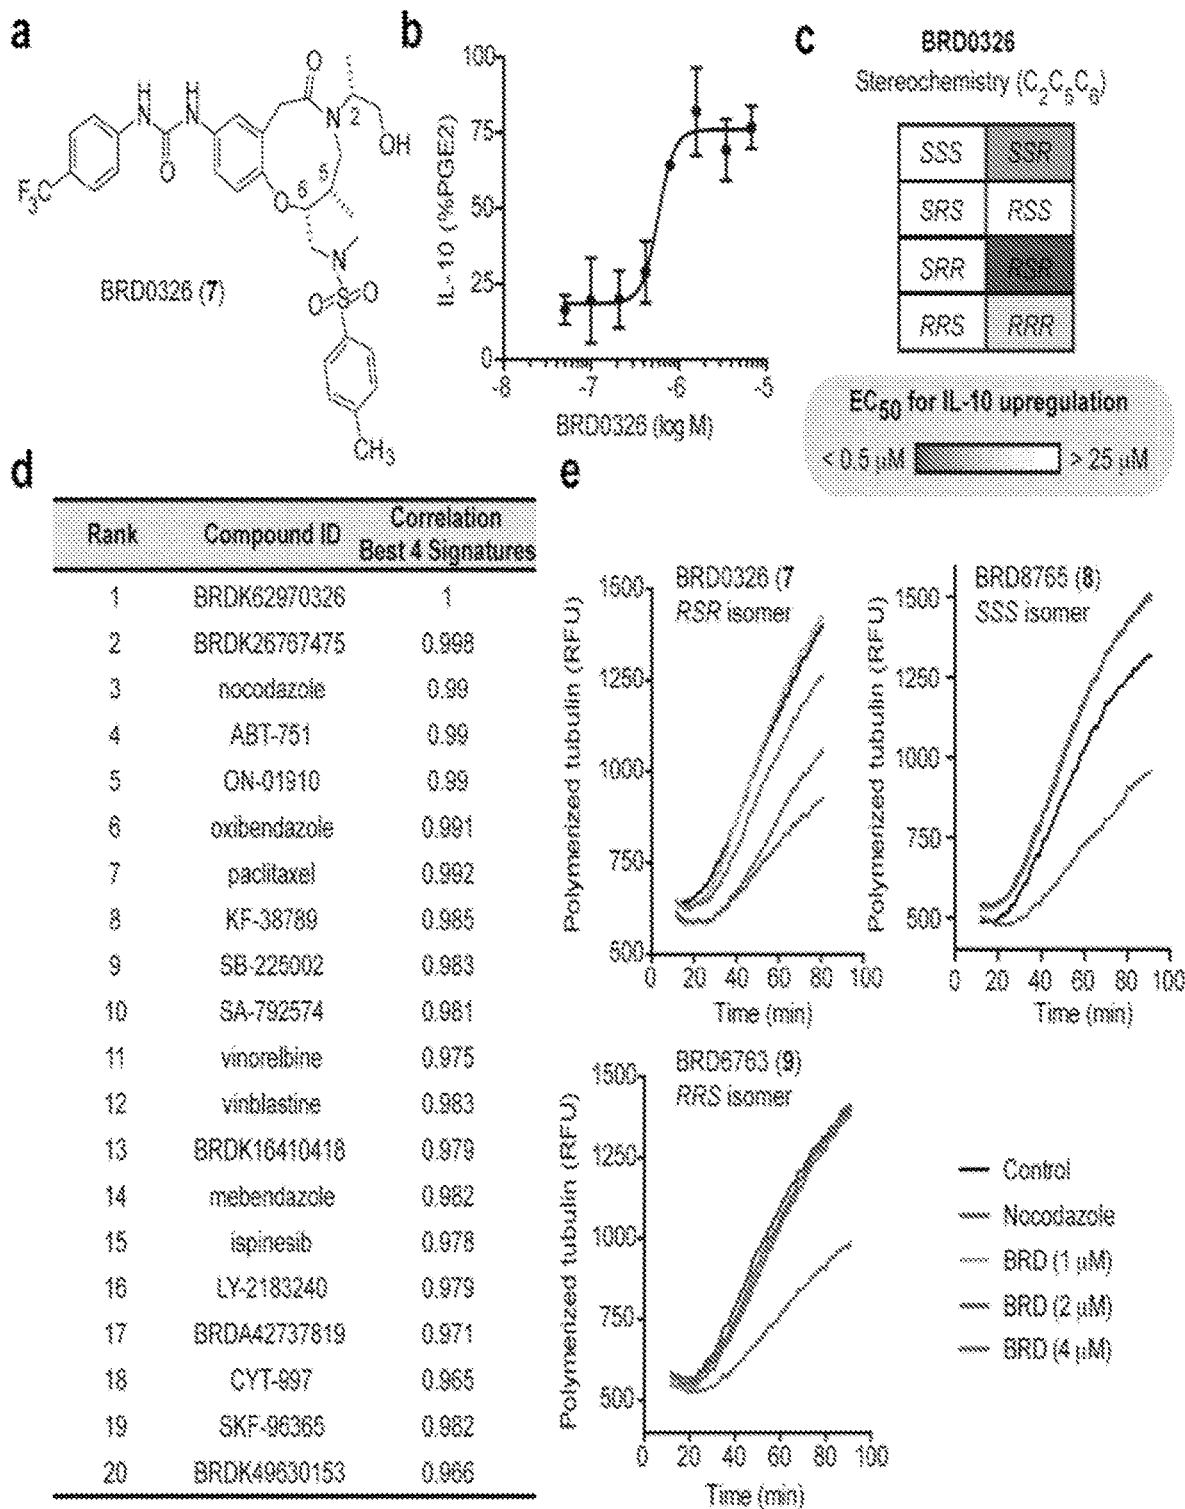 a
H
N
H
N
O
O
N
2
OH
F3C
O
6
5
N
O
S
O
CH3
BRD0326 (7)
b
IL-10 (%PGE2)
100
75
50
25
0
-8
-7
-6
-5
BRD0326 (log M)
c
BRD0326
Stereochemistry (C2C5C6)
SSS SSR
SRS RSS
SRR RSR
RRS RRR
EC50 for IL-10 upregulation
< 0.5 μM > 25 μM
d
Rank Compound ID Correlation Best 4 Signatures
1 BRDK62970326 1
2 BRDK26767475 0.998
3 nocodazole 0.99
4 ABT-751 0.99
5 ON-01910 0.99
6 oxibendazole 0.991
7 paclitaxel 0.992
8 KF-38789 0.985
9 SB-225002 0.983
10 SA-792574 0.981
11 vinorelbine 0.975
12 vinblastine 0.983
13 BRDK16410418 0.979
14 mebendazole 0.982
15 ispinesib 0.978
16 LY-2183240 0.979
17 BRDA42737819 0.971
18 CYT-997 0.965
19 SKF-96365 0.982
20 BRDK49630153 0.966
e
BRD0326 (7
RSR isomer
Polymerized tubulin (RFU)
1500
1250
1000
750
500
0 20 40 60 80 100
Time (min)
BRD8765 (8)
SSS isomer
Polymerized tubulin (RFU)
1500
1250
1000
750
500
0 20 40 60 80 100
Time (min)
BRD6763 (9)
RRS isomer
Polymerized tubulin (RFU)
1500
1250
1000
750
500
0 20 40 60 80 100
Time (min)
Control
Nocodazole
BRD (1 μM)
BRD (2 μM)
BRD (4 μM)